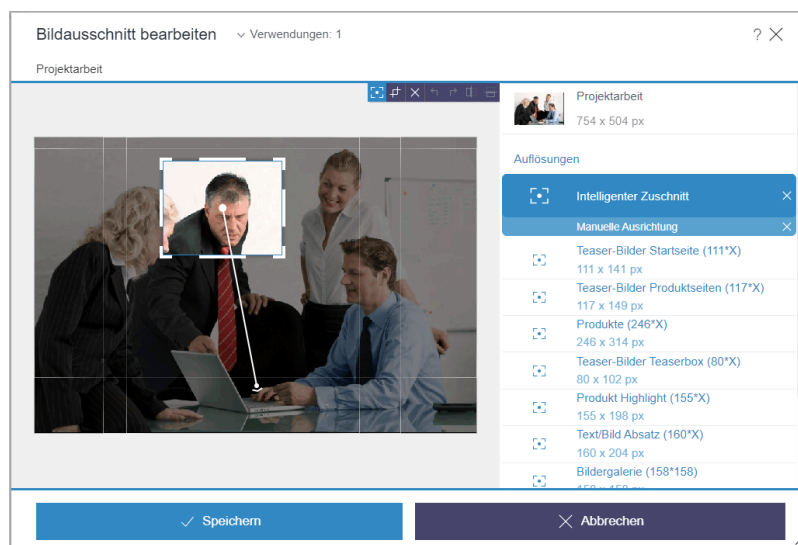 Bildausschnitt bearbeiten
Verwendungen: 1
?
Projektarbeit
Projektarbeit
754 x 504 px
Auflösungen
Intelligenter Zuschnitt
Manuelle Ausrichtung
Teaser-Bilder Startseite (111*X)
111 x 141 px
Teaser-Bilder Produktseiten (117*X)
117 x 149 px
Produkte (246*X)
246 x 314 px
Teaser-Bilder Teaserbox (80*X)
80 x 102 px
Produkt Highlight (155*X)
155 x 198 px
Text/Bild Absatz (160*X)
160 x 204 px
Bildergalerie (158*158)
158 x 158 px
Speichern
Abbrechen